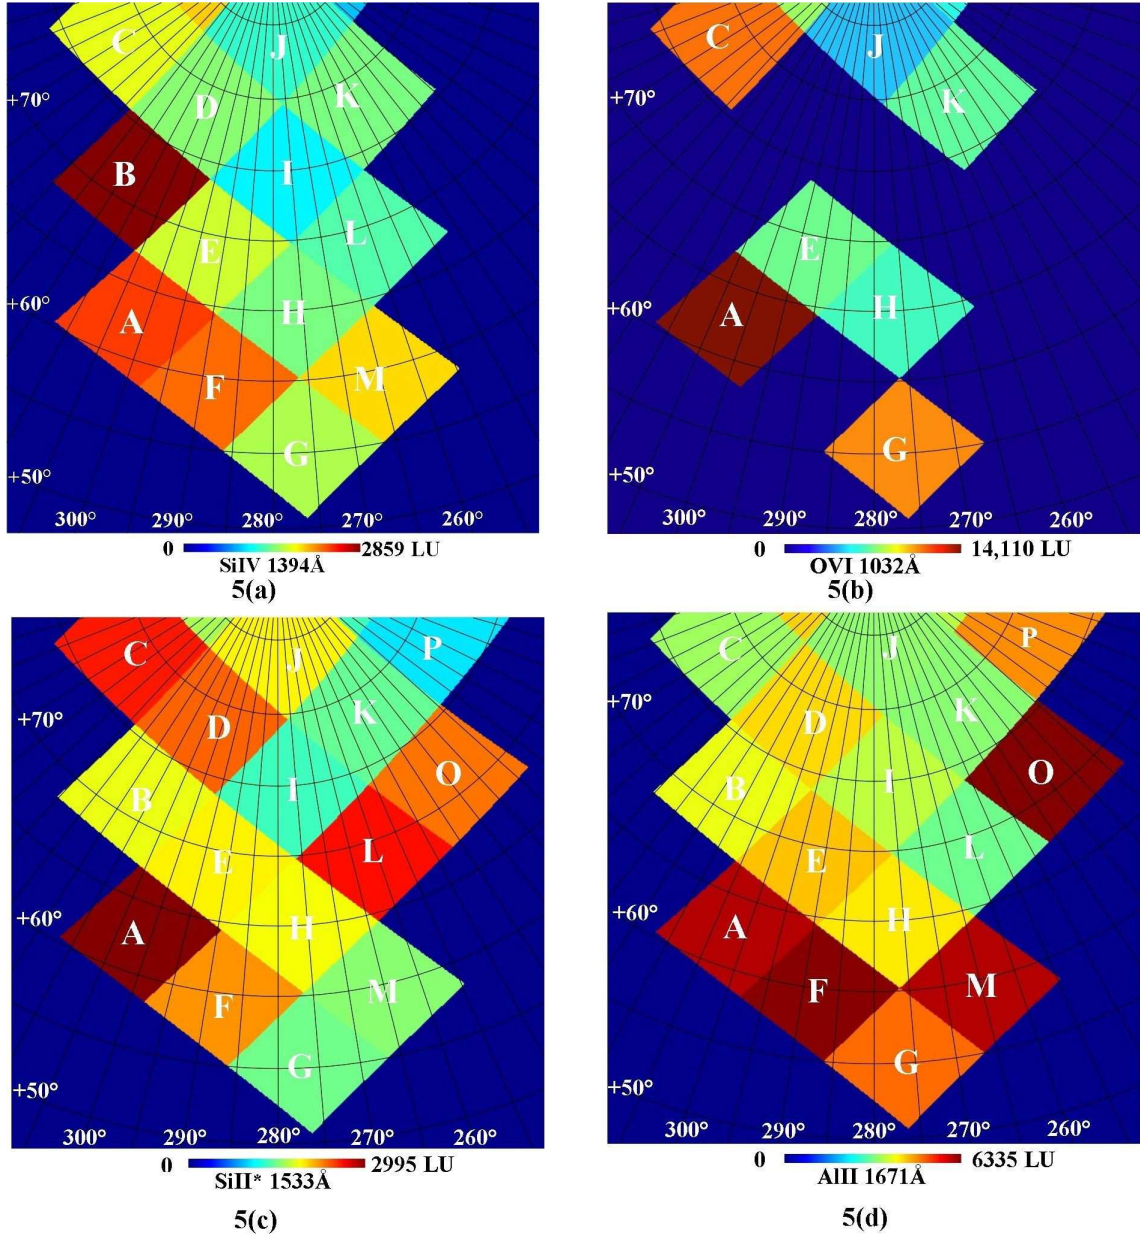 C
J
D
K
+70°
B
I
E
L
+60°
A
H
F
M
G
+50°
300° 290° 280° 270° 260°
0 2859 LU
SiIV 1394Å
5(a)
C
J
+70°
K
E
+60°
A
H
G
+50°
300° 290° 280° 270° 260°
0 14,110 LU
OVI 1032Å
5(b)
C
J
P
+70°
D
K
B
I
O
E
L
+60°
A
H
F
M
G
+50°
300° 290° 280° 270° 260°
0 2995 LU
SiII* 1533Å
5(c)
C
J
P
+70°
D
K
B
I
O
E
L
+60°
A
H
F
M
G
+50°
300° 290° 280° 270° 260°
0 6335 LU
AlII 1671Å
5(d)